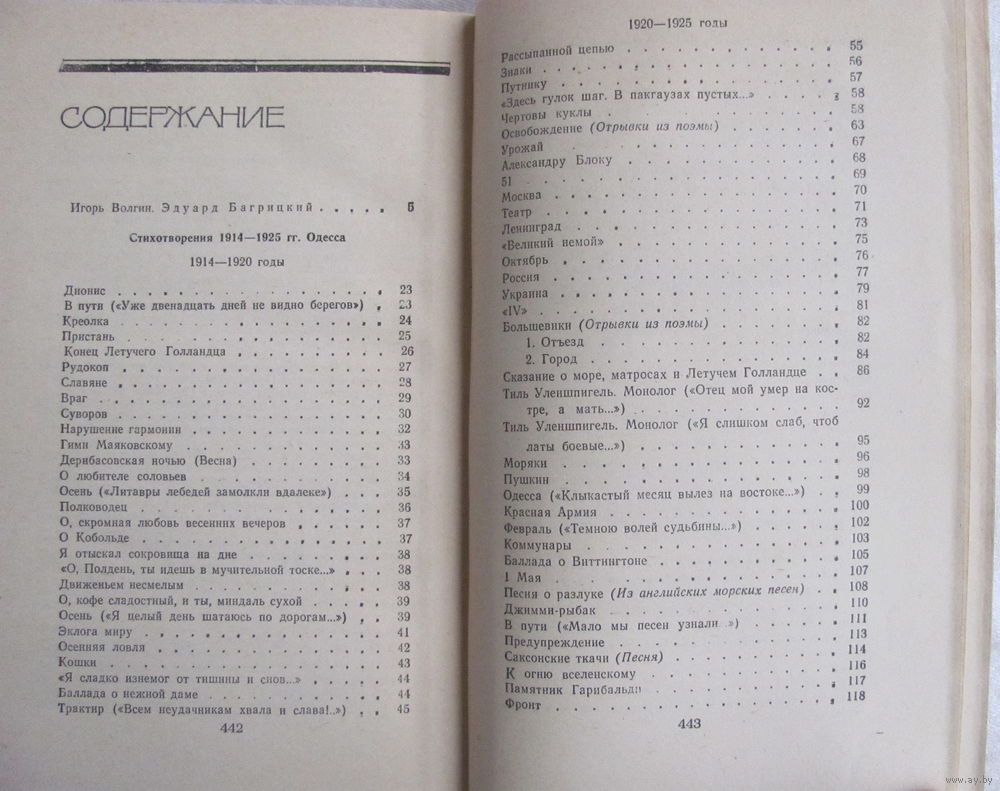 СОДЕРЖАНИЕ
Игорь Волгин. Эдуард Багрицкий . . . . . 5
Стихотворения 1914—1925 гг. Одесса
1914—1920 годы
Дионис . . . . . 23
В пути («Уже двенадцать дней не видно берегов») . 23
Креолка . . . . . 24
Пристань . . . . . 25
Конец Летучего Голландца . . . . . 26
Рудокоп . . . . . 27
Славяне . . . . . 28
Враг . . . . . 29
Суворов . . . . . 30
Нарушение гармонии . . . . . 32
Гимн Маяковскому . . . . . 33
Дерибасовская ночью (Весна) . . . . . 33
О любителе соловьев . . . . . 34
Осень («Литавры лебедей замолкли вдалеке») . . . 35
Полководец . . . . . 36
О, скромная любовь весенних вечеров . . . . . 37
О Кобольде . . . . . 37
Я отыскал сокровища на дне . . . . . 38
«О, Полдень, ты идешь в мучительной тоске...» . . . 38
Движеньем несмелым . . . . . 38
О, кофе сладостный, и ты, миндаль сухой . . . . 39
Осень («Я целый день шатаюсь по дорогам...») . . . 39
Эклога миру . . . . . 41
Осенняя ловля . . . . . 42
Кошки . . . . . 43
«Я сладко изнемог от тишины и снов...» . . . . 44
Баллада о нежной даме . . . . . 44
Трактир («Всем неудачникам хвала и слава!..») . . 45
442
1920—1925 годы
Рассыпанной цепью . . . . . 55
Знаки . . . . . 56
Путнику . . . . . 57
«Здесь гулок шаг. В пакгаузах пустых...» . . . . 58
Чертовы куклы . . . . . 58
Освобождение (Отрывки из поэмы) . . . . . 63
Урожай . . . . . 67
Александру Блоку . . . . . 68
51 . . . . . 69
Москва . . . . . 70
Театр . . . . . 71
Ленинград . . . . . 73
«Великий немой» . . . . . 75
Октябрь . . . . . 76
Россия . . . . . 77
Украина . . . . . 79
«IV» . . . . . 81
Большевики (Отрывки из поэмы) . . . . . 82
1. Отъезд . . . . . 82
2. Город . . . . . 84
Сказание о море, матросах и Летучем Голландце . . 86
Тиль Уленшпигель. Монолог («Отец мой умер на кос-
тре, а мать...») . . . . . 92
Тиль Уленшпигель. Монолог («Я слишком слаб, чтоб
латы боевые...») . . . . . 95
Моряки . . . . . 96
Пушкин . . . . . 98
Одесса («Клыкастый месяц вылез на востоке...») . . 99
Красная Армия . . . . . 100
Февраль («Темною волей судьбины...») . . . . . 102
Коммунары . . . . . 103
Баллада о Виттингтоне . . . . . 105
1 Мая . . . . . 107
Песня о разлуке (Из английских морских песен) . . 108
Джимми-рыбак . . . . . 110
В пути («Мало мы песен узнали .») . . . . . 111
Предупреждение . . . . . 113
Саксонские ткачи (Песня) . . . . . 114
К огню вселенскому . . . . . 116
Памятник Гарибальди . . . . . 117
Фронт . . . . . 118
443
www.ay.by